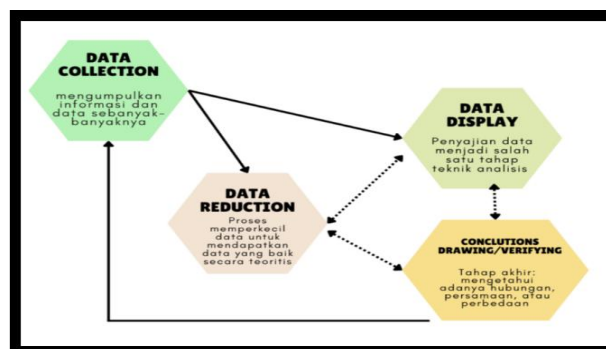 DATA
COLLECTION
mengumpulkan
informasi dan
data sebanyak-
banyaknya
DATA
DISPLAY
Penyajian data
menjadi salah
satu tahap
teknik analisis
DATA
REDUCTION
Proses
memperkecil
data untuk
mendapatkan
data yang baik
secara teoritis
CONCLUTIONS
DRAWING/VERIFYING
Tahap akhir:
mengetahui
adanya hubungan,
persamaan, atau
perbedaan